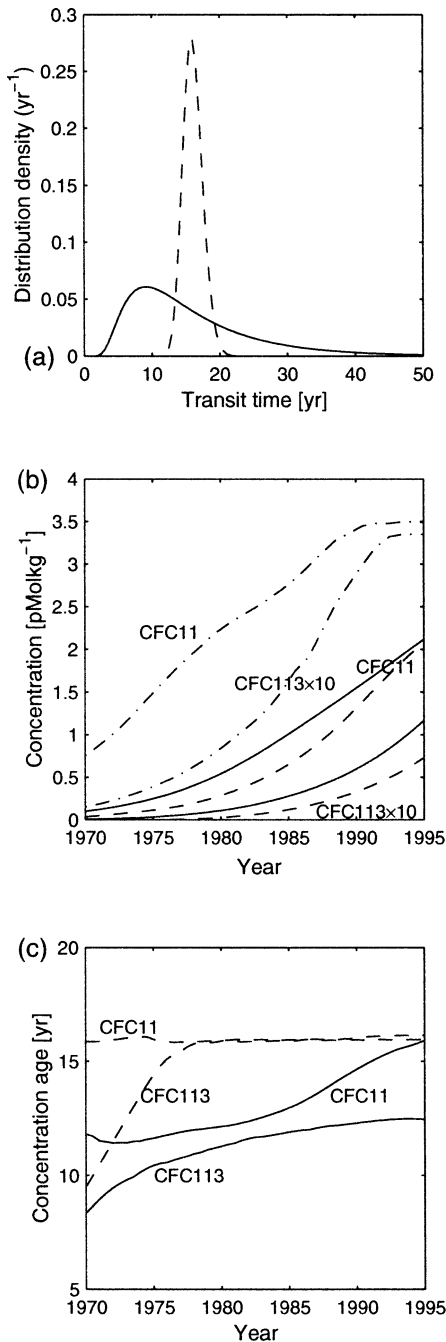 0.3
0.25
0.2
0.15
0.1
0.05
0
Distribution density (yr⁻¹)
(a)
0 10 20 30 40 50
Transit time [yr]
(b)
4
3.5
3
2.5
2
1.5
1
0.5
0
Concentration [pMolkg⁻¹]
CFC11
CFC113×10
CFC11
CFC113×10
1970 1975 1980 1985 1990 1995
Year
(c)
20
15
10
5
Concentration age [yr]
CFC11
CFC113
CFC11
CFC113
1970 1975 1980 1985 1990 1995
Year